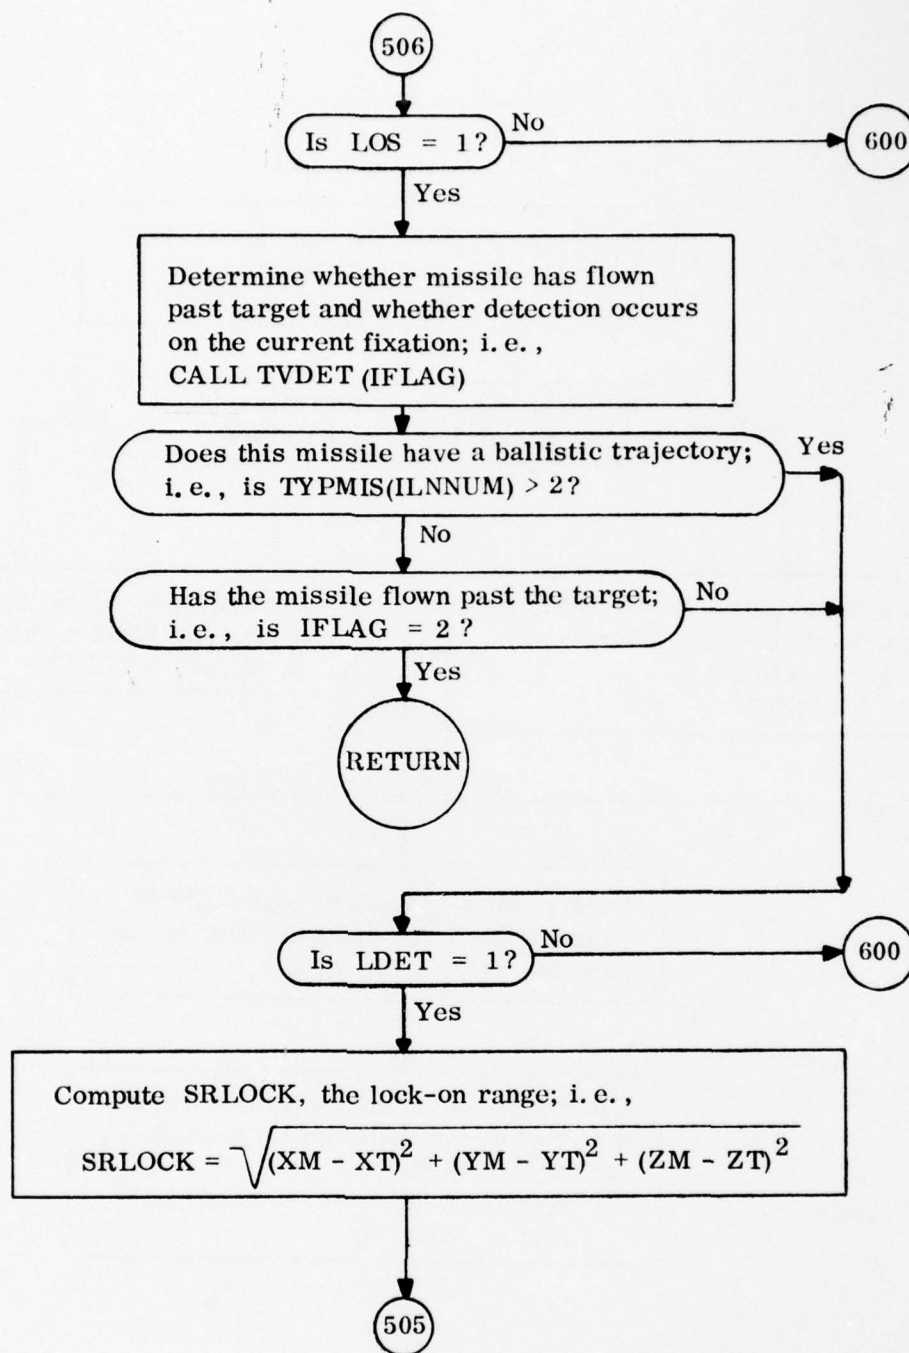 506
Is LOS = 1?
No
600
Yes
Determine whether missile has flown
past target and whether detection occurs
on the current fixation; i.e.,
CALL TVDET (IFLAG)
Does this missile have a ballistic trajectory;
i.e., is TYPMIS(ILNNUM) > 2?
Yes
No
Has the missile flown past the target;
i.e., is IFLAG = 2?
No
Yes
RETURN
Is LDET = 1?
No
600
Yes
Compute SRLOCK, the lock-on range; i.e.,
SRLOCK = √(XM - XT)² + (YM - YT)² + (ZM - ZT)²
505